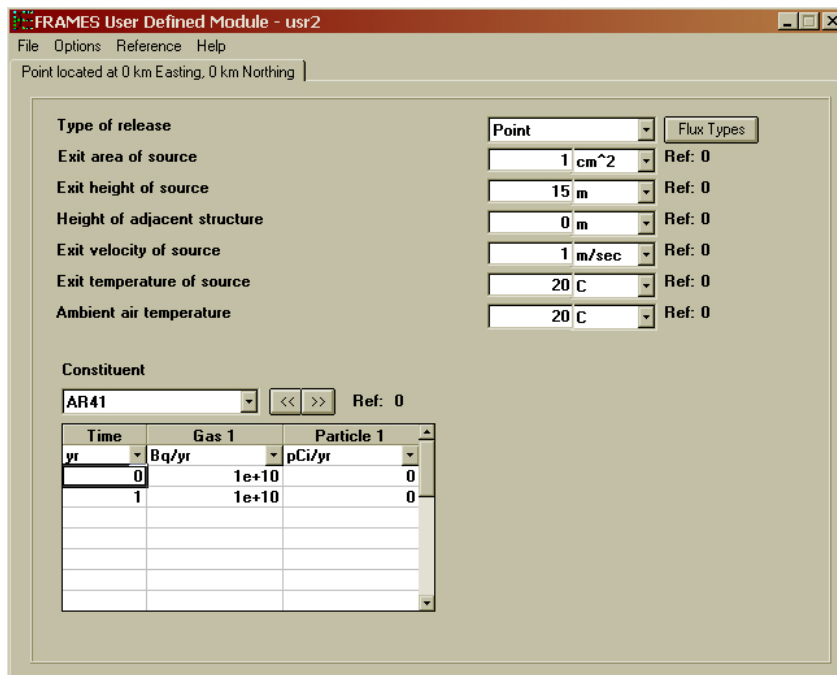 FRAMES User Defined Module - usr2
File Options Reference Help
Point located at 0 km Easting, 0 km Northing
Type of release Point Flux Types
Exit area of source 1 cm^2 Ref: 0
Exit height of source 15 m Ref: 0
Height of adjacent structure 0 m Ref: 0
Exit velocity of source 1 m/sec Ref: 0
Exit temperature of source 20 C Ref: 0
Ambient air temperature 20 C Ref: 0
Constituent
AR41 << >> Ref: 0
Time Gas 1 Particle 1
yr Bq/yr pCi/yr
0 1e+10 0
1 1e+10 0